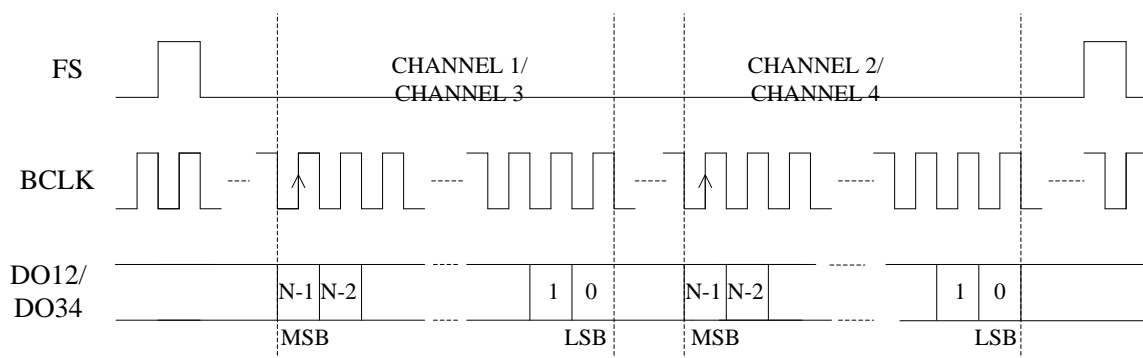 FS
CHANNEL 1/
CHANNEL 3
CHANNEL 2/
CHANNEL 4
BCLK
DO12/
DO34
N-1 N-2 1 0 N-1 N-2 1 0
MSB LSB MSB LSB